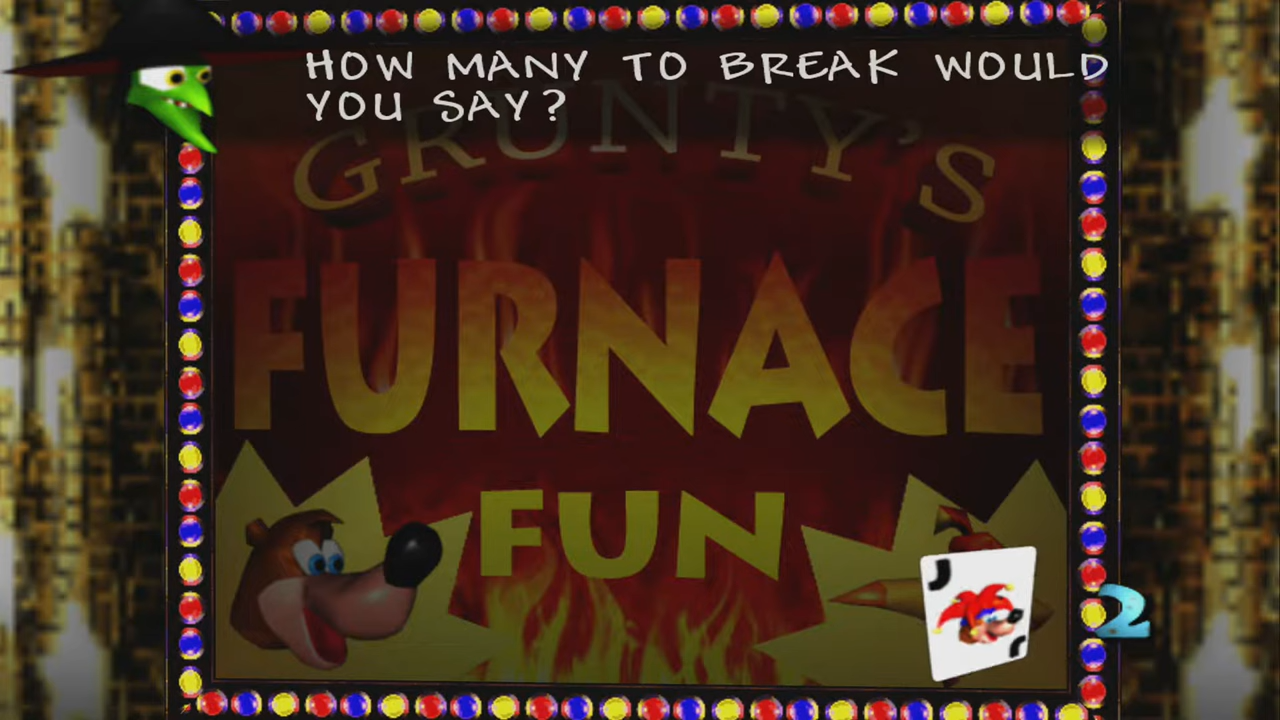 HOW MANY TO BREAK WOULD
YOU SAY?
GRUNTY'S
FURNACE
FUN
J
J
2